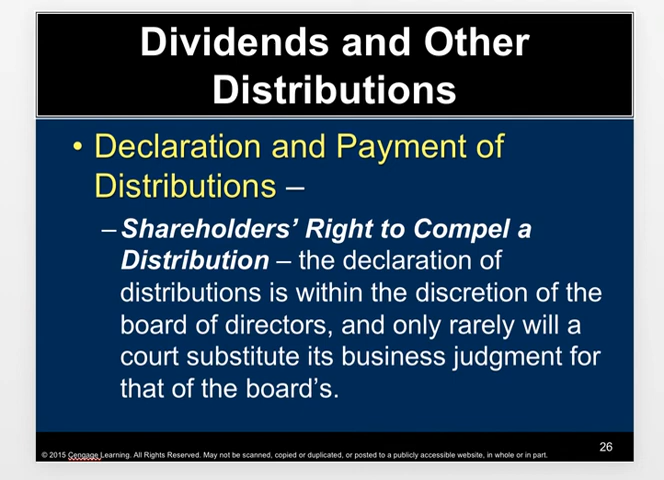 Dividends and Other
Distributions
• Declaration and Payment of
Distributions –
– Shareholders’ Right to Compel a
Distribution – the declaration of
distributions is within the discretion of the
board of directors, and only rarely will a
court substitute its business judgment for
that of the board’s.
26
© 2015 Cengage Learning. All Rights Reserved. May not be scanned, copied or duplicated, or posted to a publicly accessible website, in whole or in part.